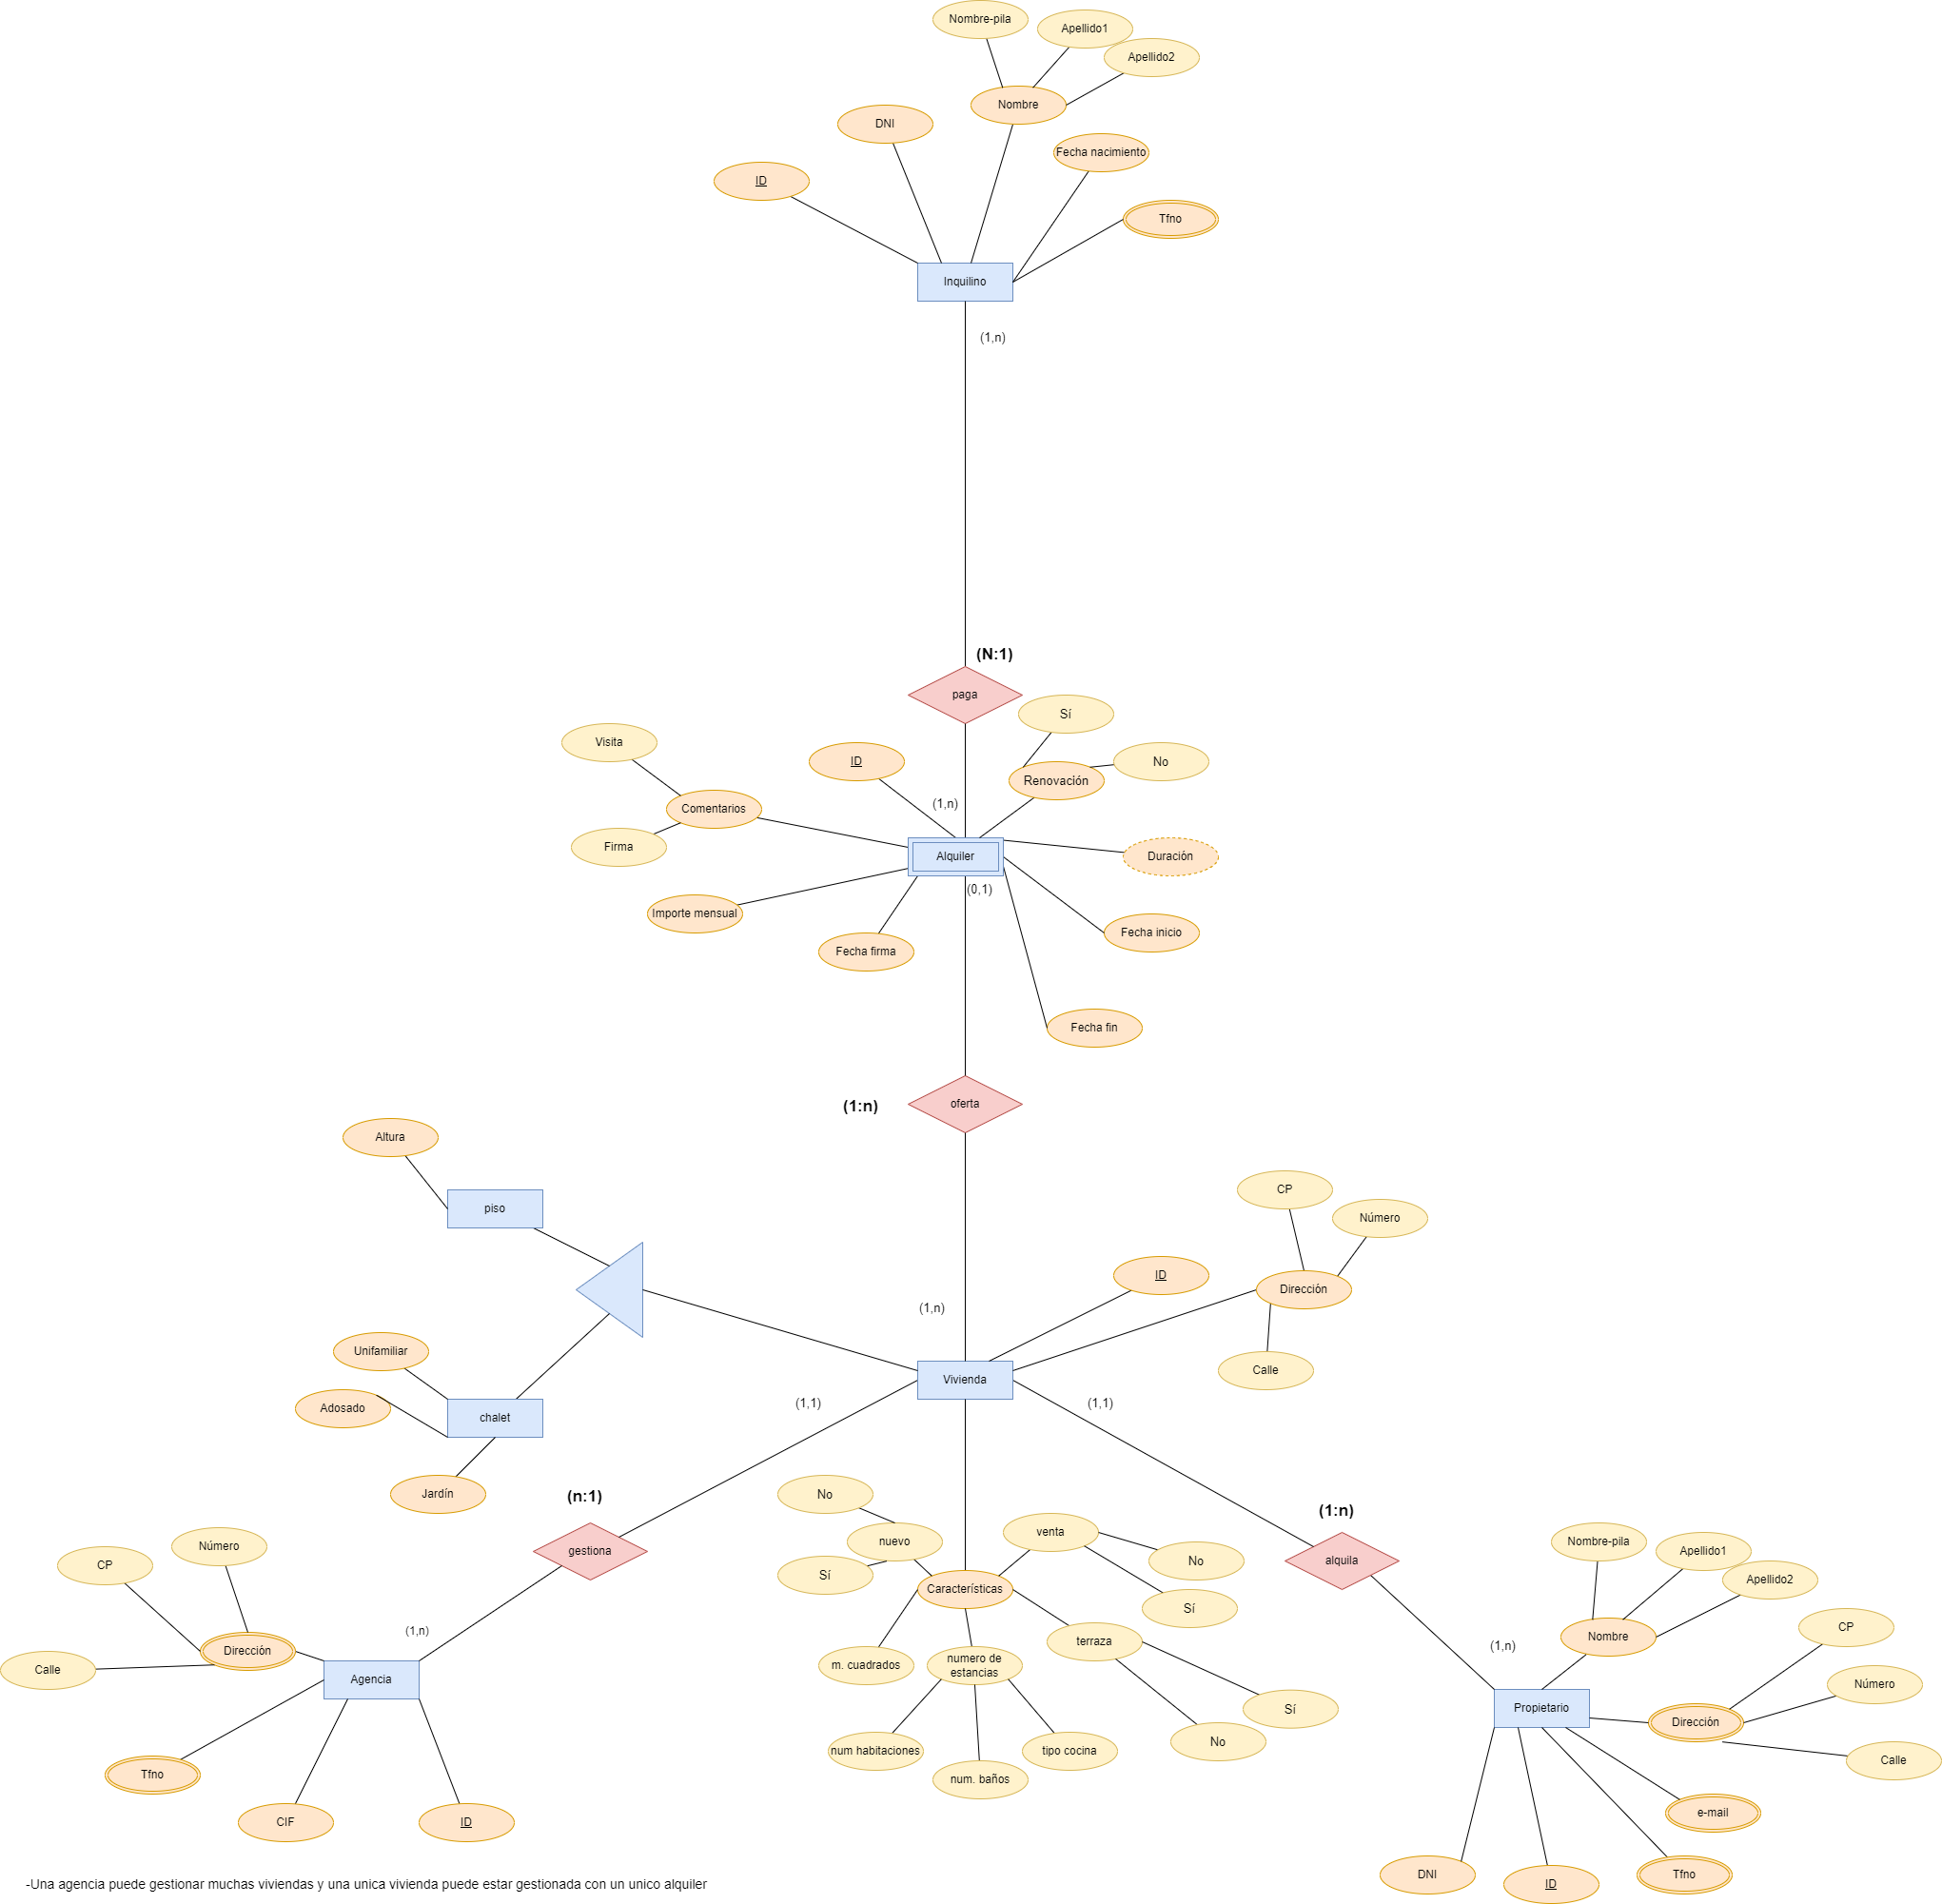 Nombre-pila
Apellido1
Apellido2
Nombre
DNI
Fecha nacimiento
ID
Tfno
Inquilino
(1,n)
(N:1)
paga
Sí
Visita
ID
No
Renovación
Comentarios
(1,n)
Firma
Alquiler
Duración
(0,1)
Importe mensual
Fecha inicio
Fecha firma
Fecha fin
(1:n)
oferta
Altura
piso
CP
Número
ID
Dirección
(1,n)
Unifamiliar
Vivienda
Calle
Adosado
chalet
(1,1)
(1,1)
Jardín
No
(n:1)
(1:n)
venta
nuevo
Nombre-pila
Número
gestiona
alquila
No
Apellido1
CP
Sí
Apellido2
Características
Sí
(1,n)
CP
Nombre
terraza
(1,n)
Dirección
numero de
estancias
m. cuadrados
Calle
Agencia
Número
Propietario
Sí
Dirección
No
num habitaciones
tipo cocina
Calle
Tfno
num. baños
e-mail
CIF
ID
DNI
Tfno
ID
-Una agencia puede gestionar muchas viviendas y una unica vivienda puede estar gestionada con un unico alquiler